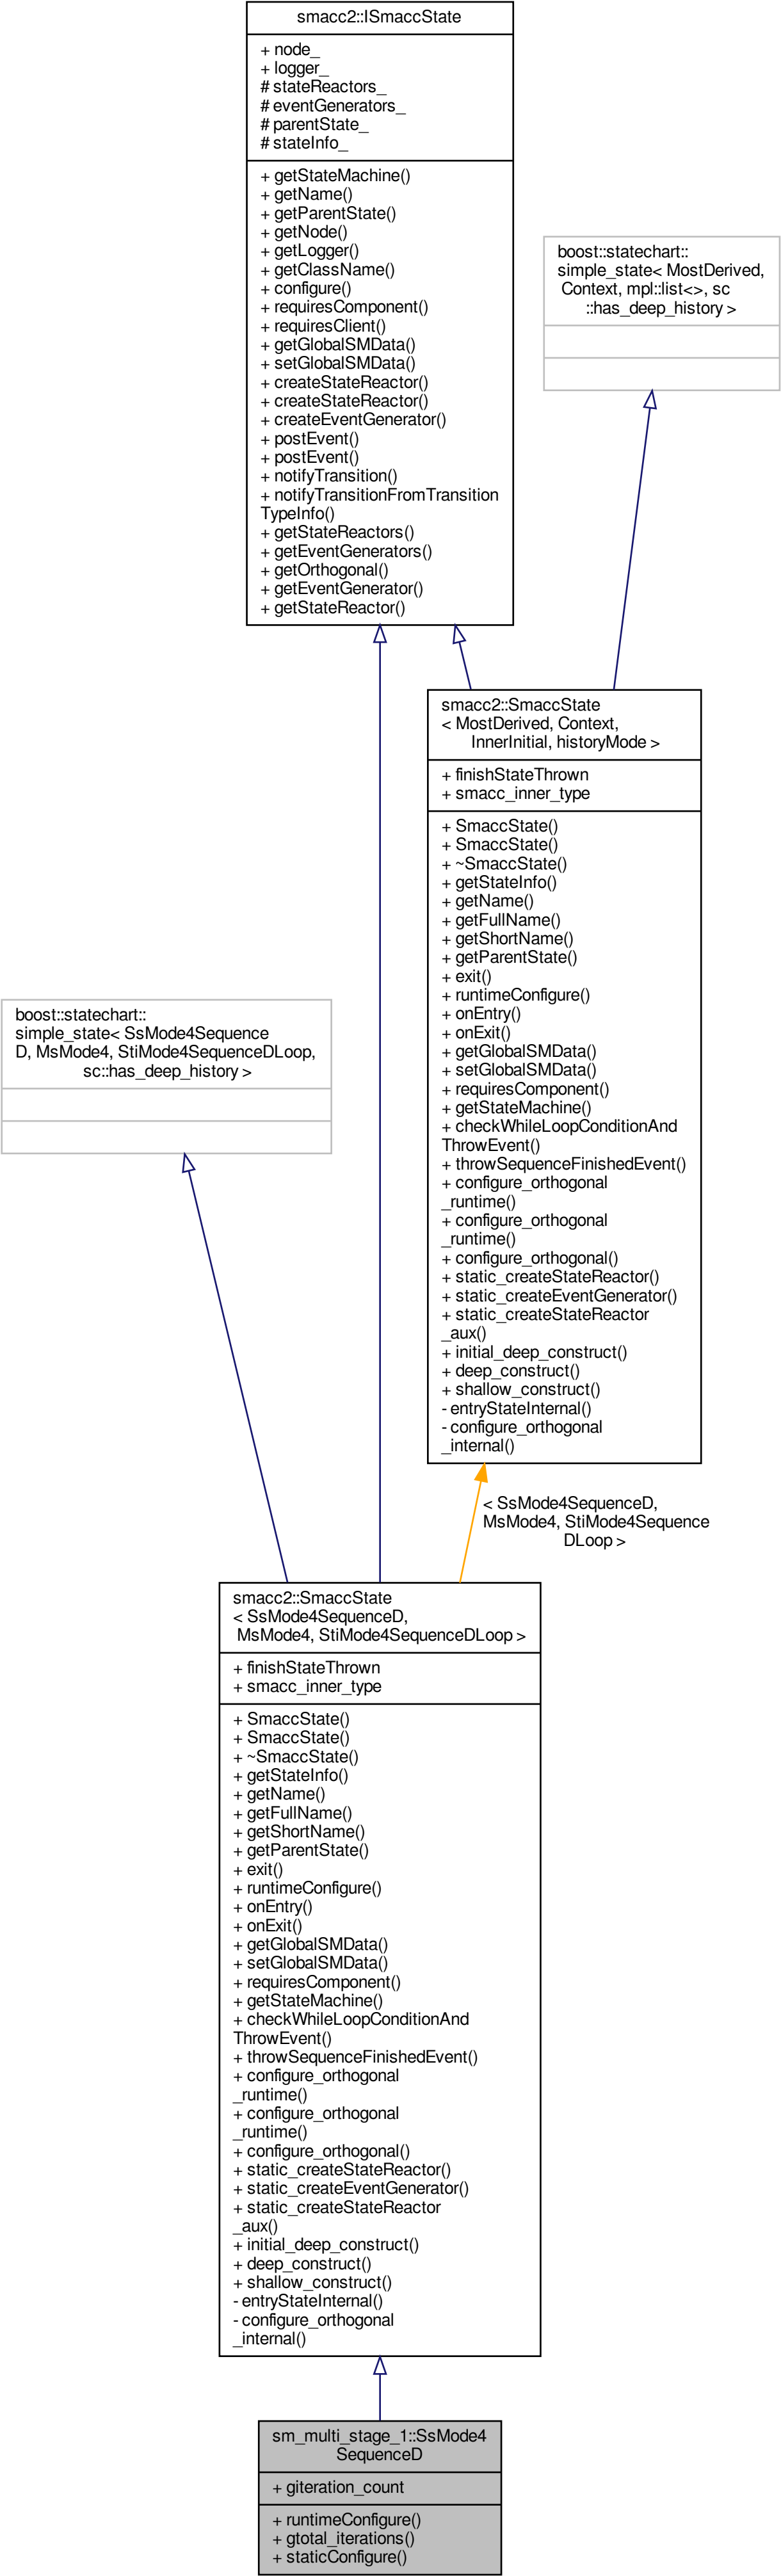 smacc2::ISmaccState
+ node_
+ logger_
# stateReactors_
# eventGenerators_
# parentState_
# stateInfo_
+ getStateMachine()
+ getName()
+ getParentState()
+ getNode()
+ getLogger()
+ getClassName()
+ configure()
+ requiresComponent()
+ requiresClient()
+ getGlobalSMData()
+ setGlobalSMData()
+ createStateReactor()
+ createStateReactor()
+ createEventGenerator()
+ postEvent()
+ postEvent()
+ notifyTransition()
+ notifyTransitionFromTransition
TypeInfo()
+ getStateReactors()
+ getEventGenerators()
+ getOrthogonal()
+ getEventGenerator()
+ getStateReactor()
boost::statechart::
simple_state< MostDerived,
Context, mpl::list<>, sc
::has_deep_history >
smacc2::SmaccState
< MostDerived, Context,
InnerInitial, historyMode >
+ finishStateThrown
+ smacc_inner_type
+ SmaccState()
+ SmaccState()
+ ~SmaccState()
+ getStateInfo()
+ getName()
+ getFullName()
+ getShortName()
+ getParentState()
+ exit()
+ runtimeConfigure()
+ onEntry()
+ onExit()
+ getGlobalSMData()
+ setGlobalSMData()
+ requiresComponent()
+ getStateMachine()
+ checkWhileLoopConditionAnd
ThrowEvent()
+ throwSequenceFinishedEvent()
+ configure_orthogonal
_runtime()
+ configure_orthogonal
_runtime()
+ configure_orthogonal()
+ static_createStateReactor()
+ static_createEventGenerator()
+ static_createStateReactor
_aux()
+ initial_deep_construct()
+ deep_construct()
+ shallow_construct()
- entryStateInternal()
- configure_orthogonal
_internal()
boost::statechart::
simple_state< SsMode4Sequence
D, MsMode4, StiMode4SequenceDLoop,
sc::has_deep_history >
< SsMode4SequenceD,
MsMode4, StiMode4Sequence
DLoop >
smacc2::SmaccState
< SsMode4SequenceD,
MsMode4, StiMode4SequenceDLoop >
+ finishStateThrown
+ smacc_inner_type
+ SmaccState()
+ SmaccState()
+ ~SmaccState()
+ getStateInfo()
+ getName()
+ getFullName()
+ getShortName()
+ getParentState()
+ exit()
+ runtimeConfigure()
+ onEntry()
+ onExit()
+ getGlobalSMData()
+ setGlobalSMData()
+ requiresComponent()
+ getStateMachine()
+ checkWhileLoopConditionAnd
ThrowEvent()
+ throwSequenceFinishedEvent()
+ configure_orthogonal
_runtime()
+ configure_orthogonal
_runtime()
+ configure_orthogonal()
+ static_createStateReactor()
+ static_createEventGenerator()
+ static_createStateReactor
_aux()
+ initial_deep_construct()
+ deep_construct()
+ shallow_construct()
- entryStateInternal()
- configure_orthogonal
_internal()
sm_multi_stage_1::SsMode4
SequenceD
+ giteration_count
+ runtimeConfigure()
+ gtotal_iterations()
+ staticConfigure()